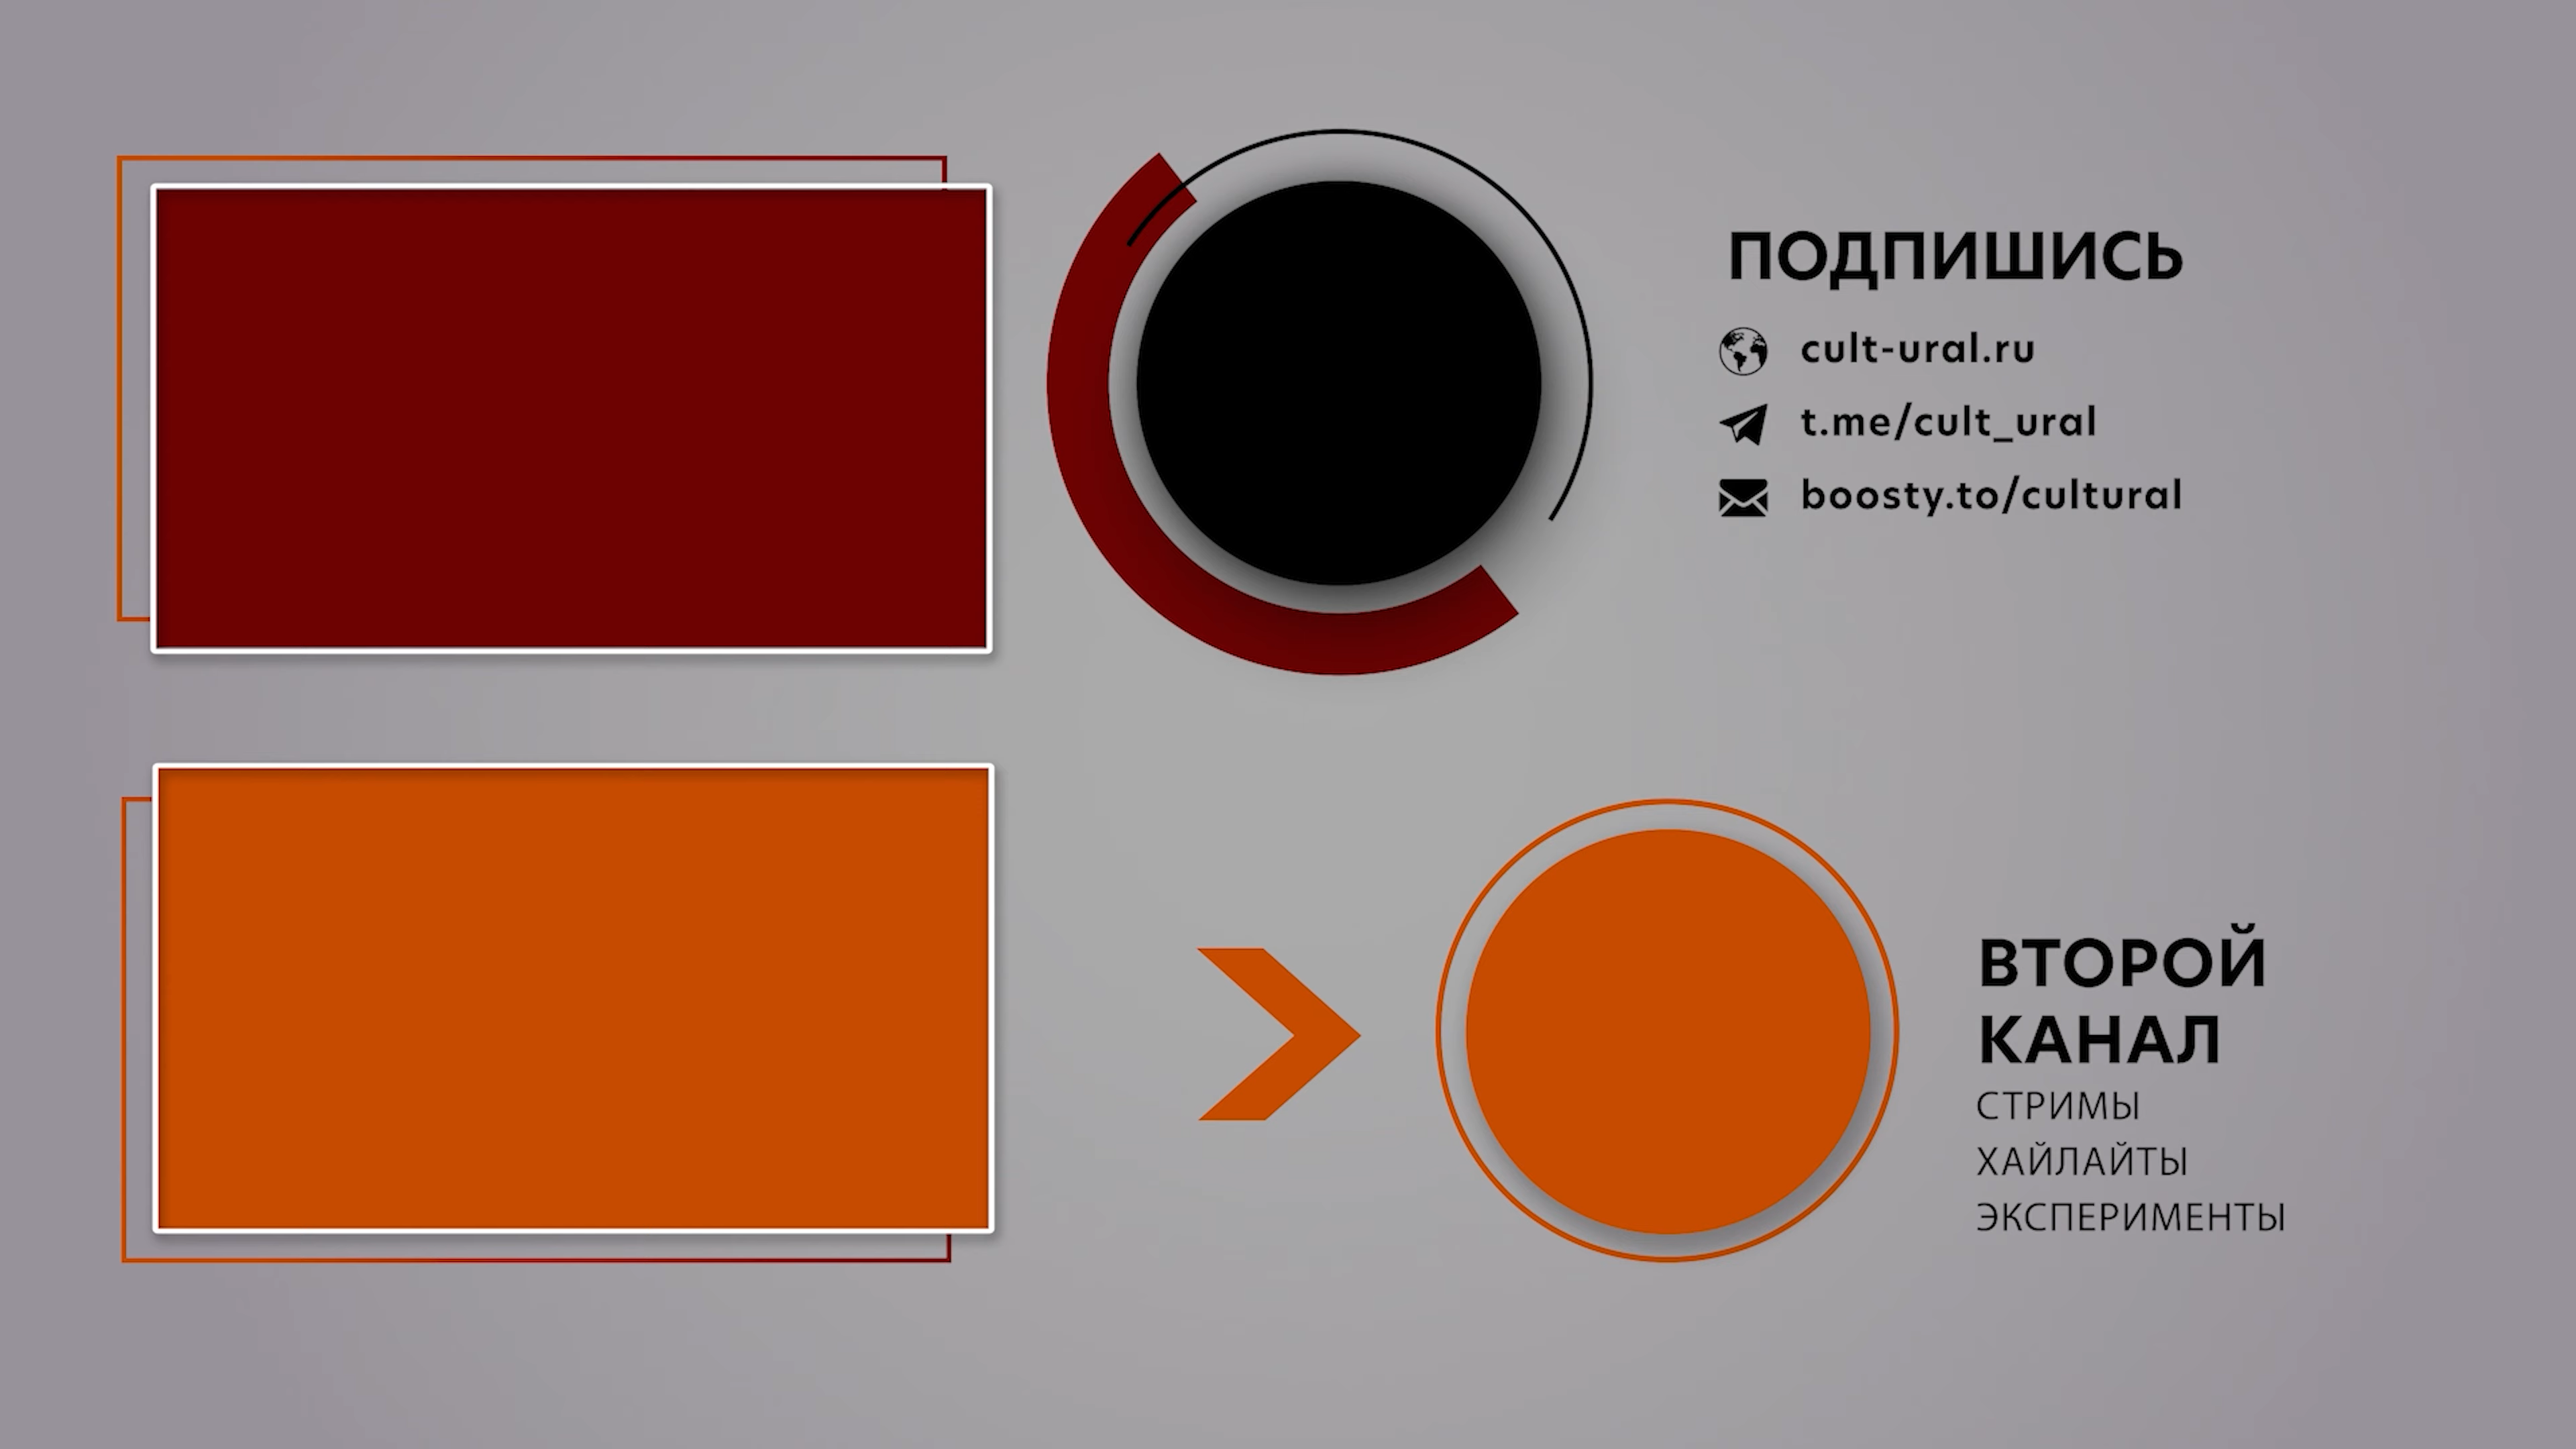 ПОДПИШИСЬ
cult-ural.ru
t.me/cult_ural
boosty.to/cultural
ВТОРОЙ
КАНАЛ
СТРИМЫ
ХАЙЛАЙТЫ
ЭКСПЕРИМЕНТЫ